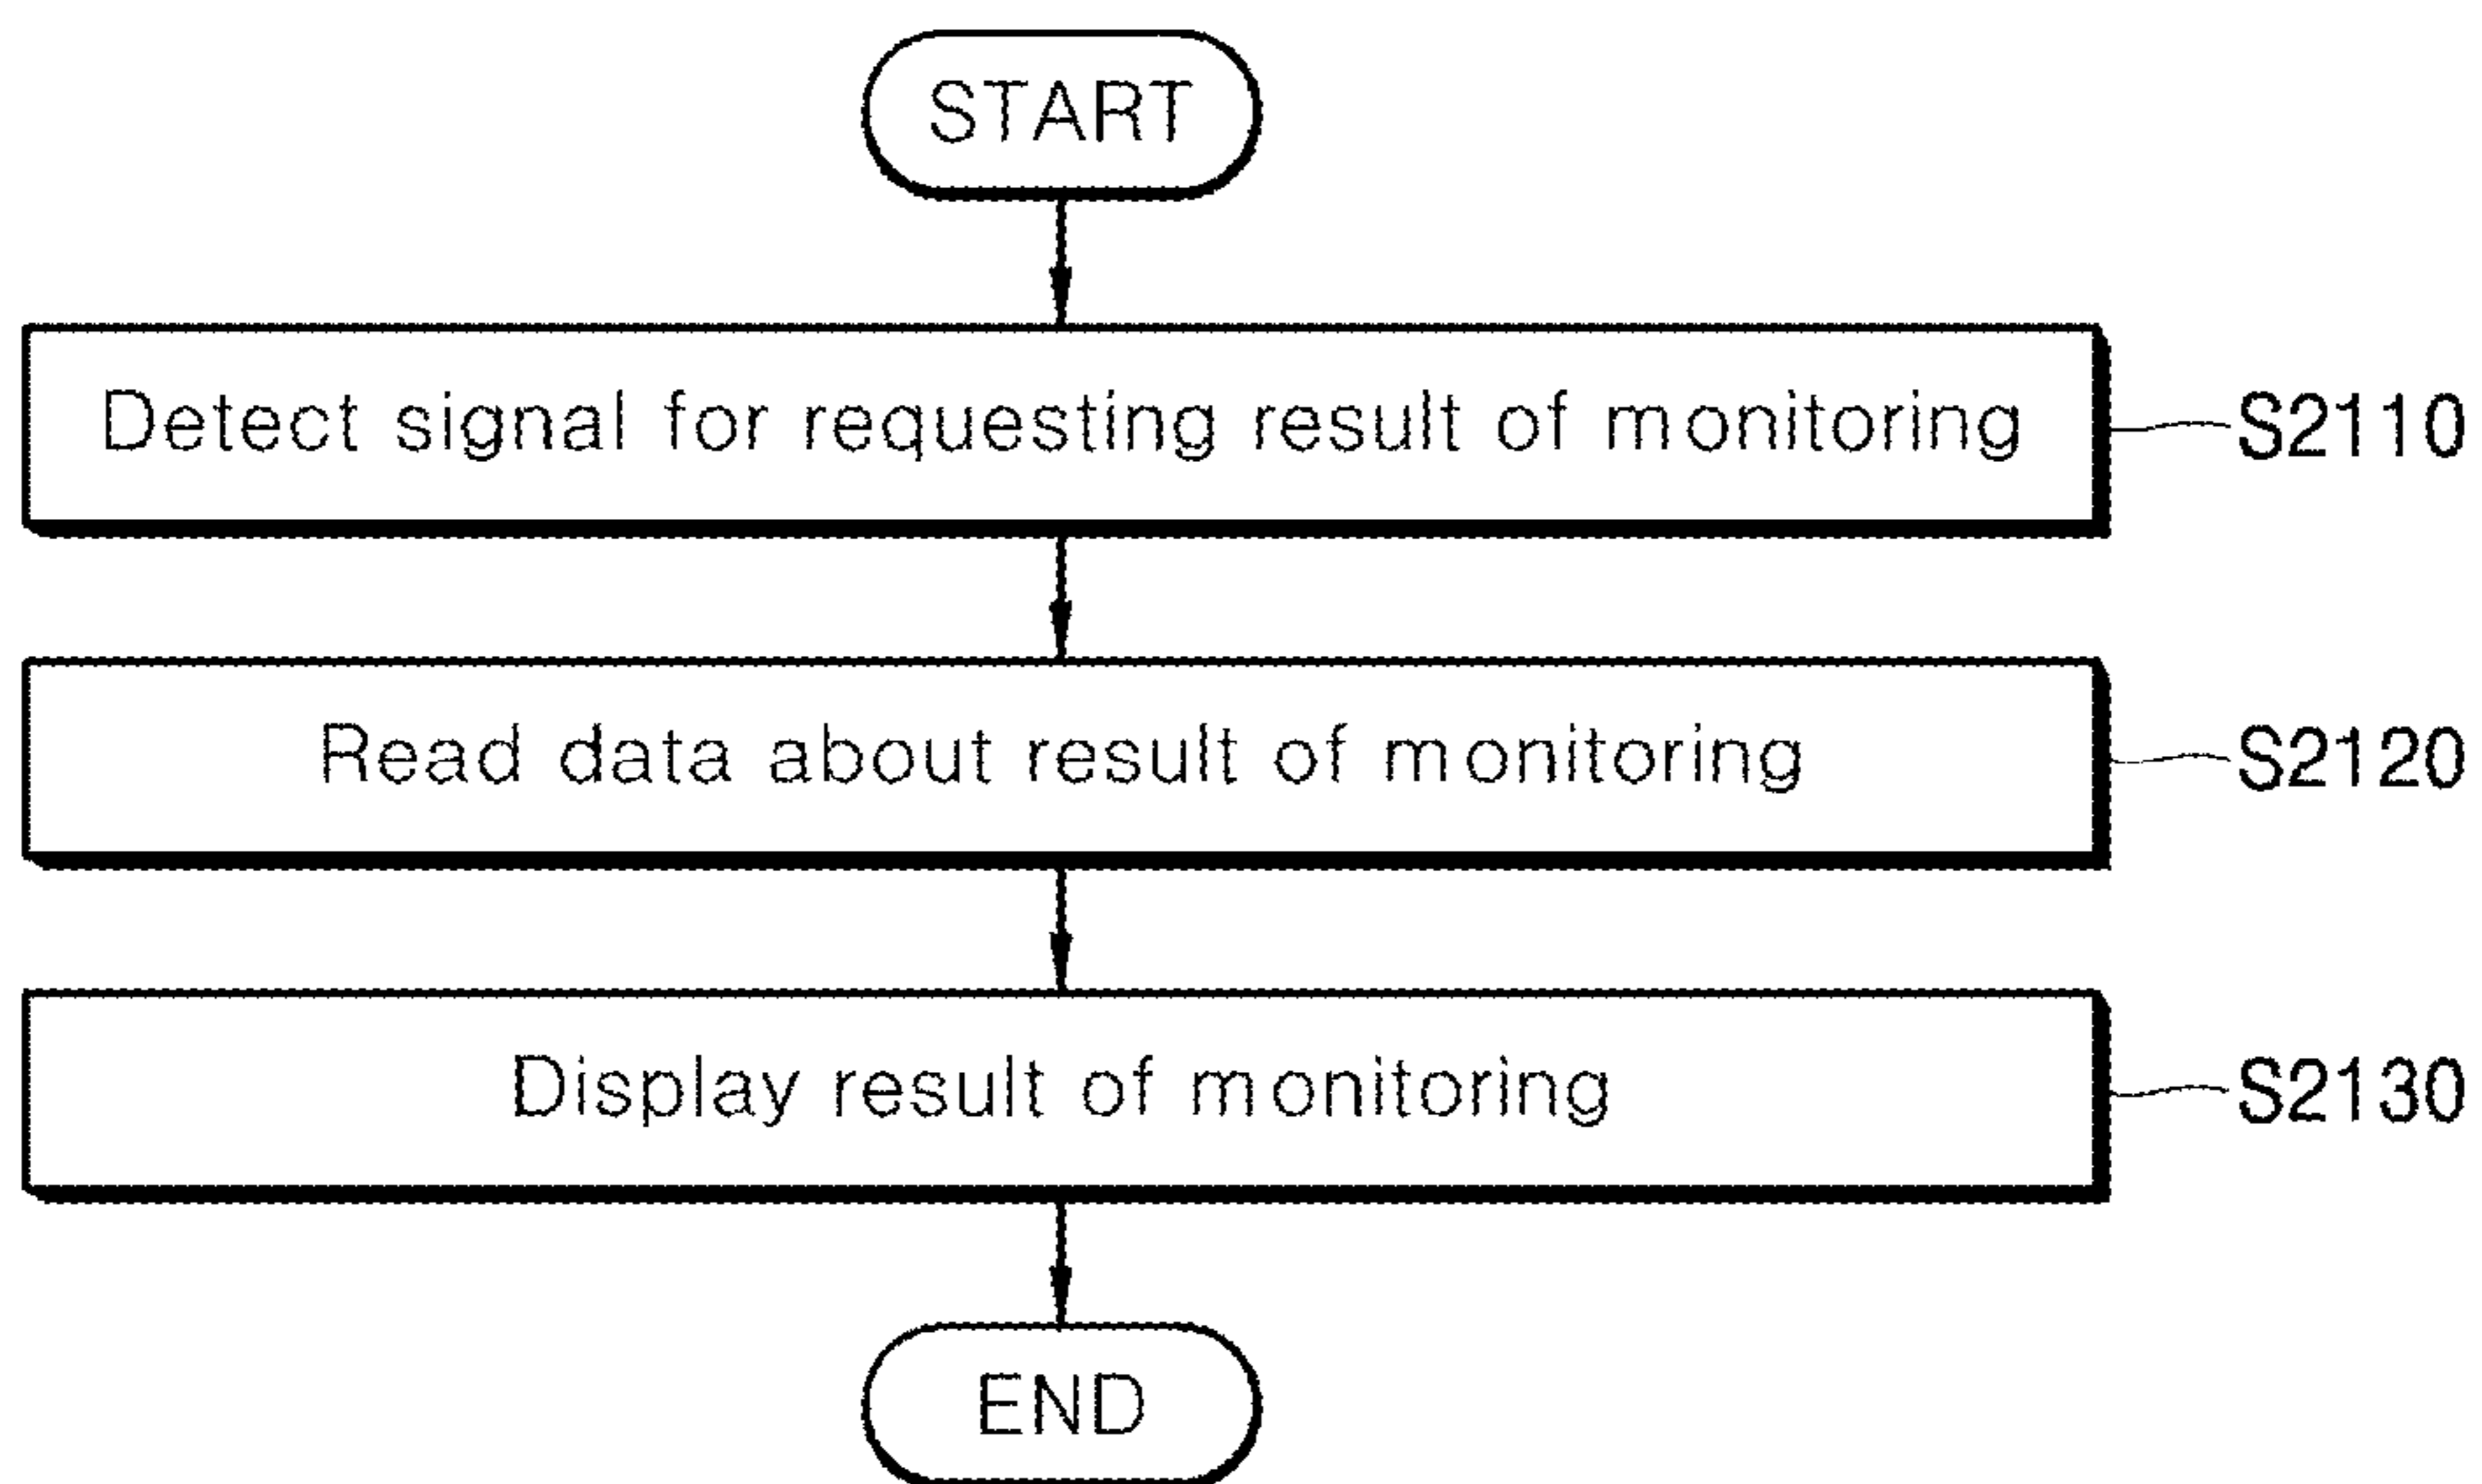 START
Detect signal for requesting result of monitoring
S2110
Read data about result of monitoring
S2120
Display result of monitoring
S2130
END